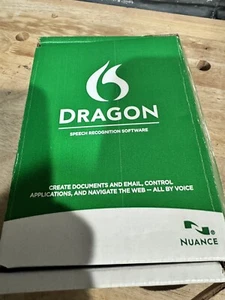 DRAGON
SPEECH RECOGNITION SOFTWARE
CREATE DOCUMENTS AND EMAIL, CONTROL
APPLICATIONS, AND NAVIGATE THE WEB — ALL BY VOICE
NUANCE